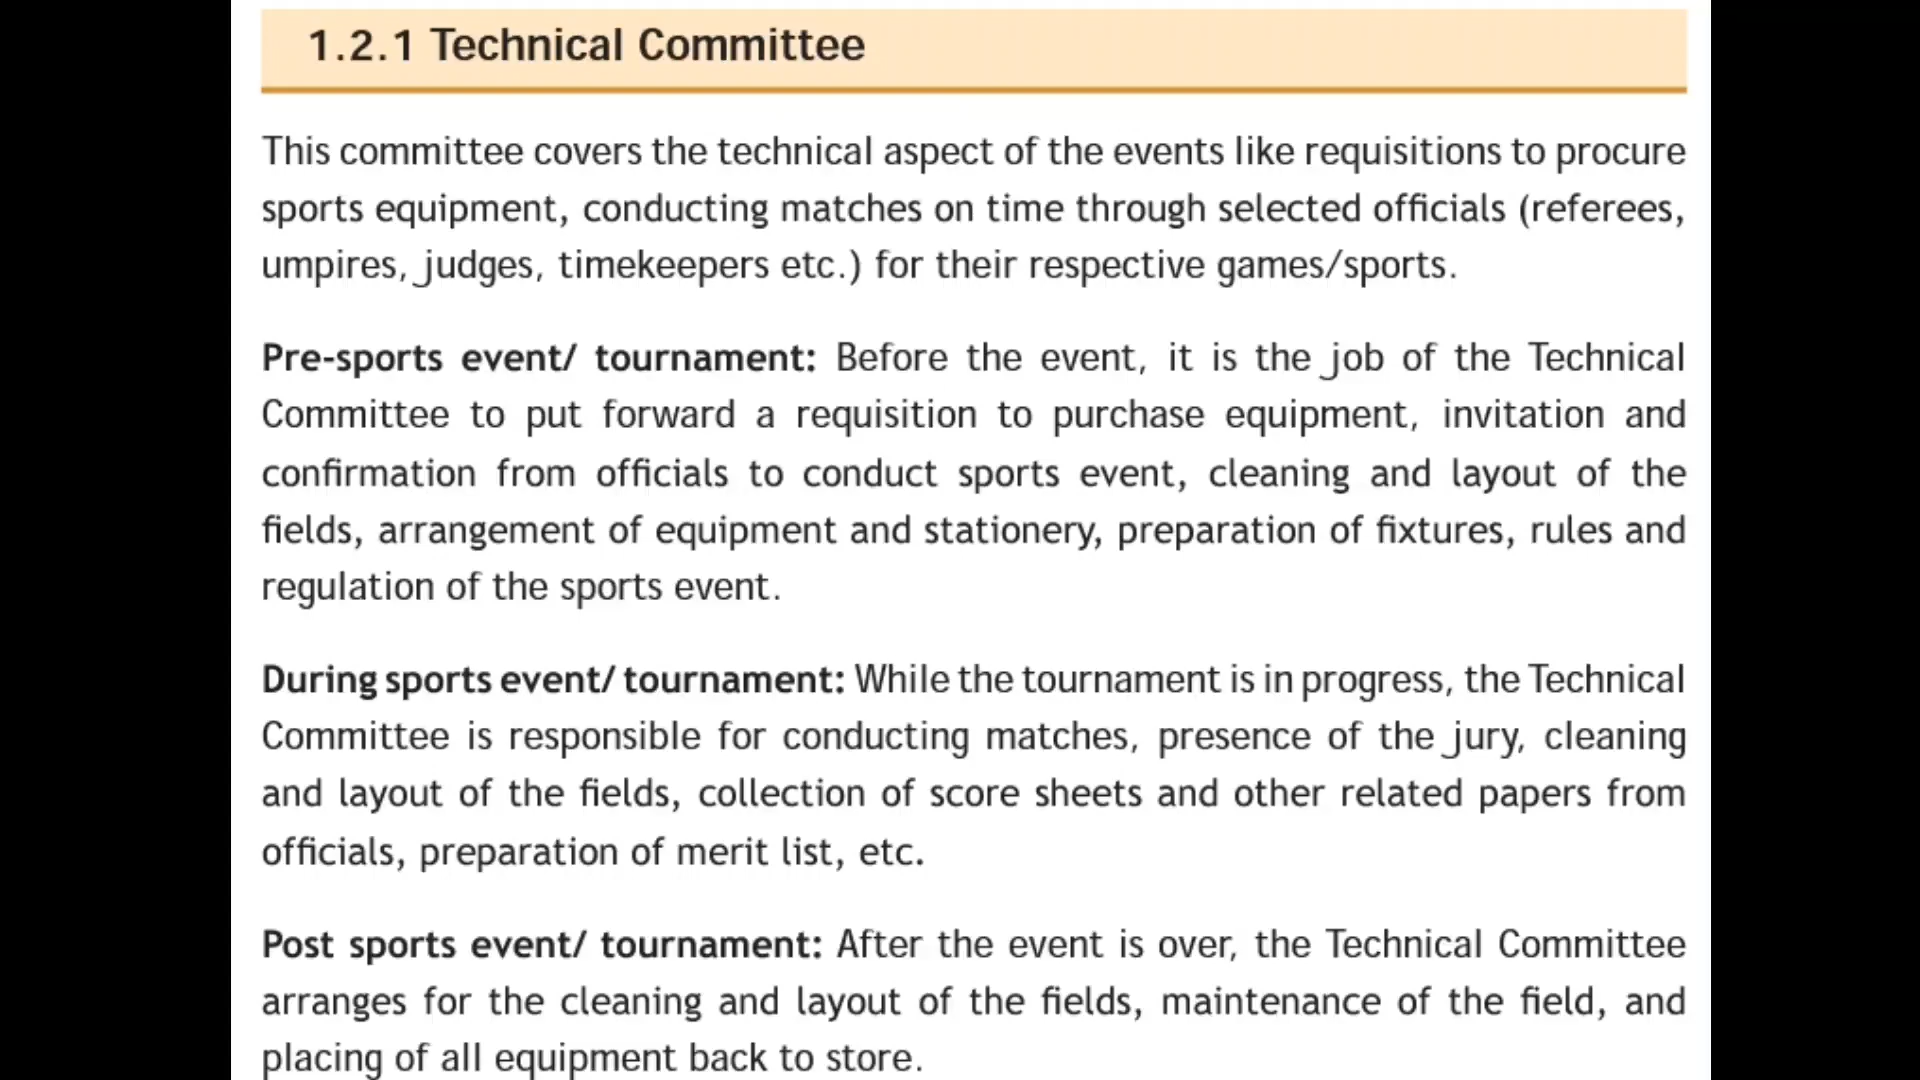 1.2.1 Technical Committee
This committee covers the technical aspect of the events like requisitions to procure
sports equipment, conducting matches on time through selected officials (referees,
umpires, judges, timekeepers etc.) for their respective games/sports.
Pre-sports event/ tournament: Before the event, it is the job of the Technical
Committee to put forward a requisition to purchase equipment, invitation and
confirmation from officials to conduct sports event, cleaning and layout of the
fields, arrangement of equipment and stationery, preparation of fixtures, rules and
regulation of the sports event.
During sports event/ tournament: While the tournament is in progress, the Technical
Committee is responsible for conducting matches, presence of the jury, cleaning
and layout of the fields, collection of score sheets and other related papers from
officials, preparation of merit list, etc.
Post sports event/ tournament: After the event is over, the Technical Committee
arranges for the cleaning and layout of the fields, maintenance of the field, and
placing of all equipment back to store.